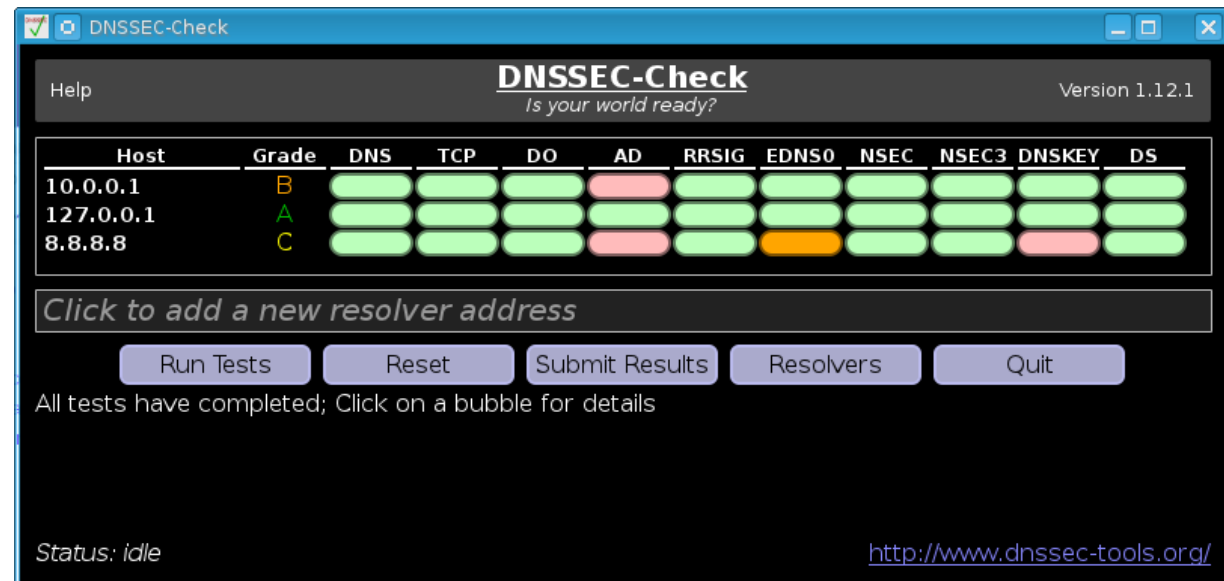 DNSSEC-Check
Help
DNSSEC-Check
Is your world ready?
Version 1.12.1
Host Grade DNS TCP DO AD RRSIG EDNS0 NSEC NSEC3 DNSKEY DS
10.0.0.1 B
127.0.0.1 A
8.8.8.8 C
Click to add a new resolver address
Run Tests Reset Submit Results Resolvers Quit
All tests have completed; Click on a bubble for details
Status: idle
http://www.dnssec-tools.org/